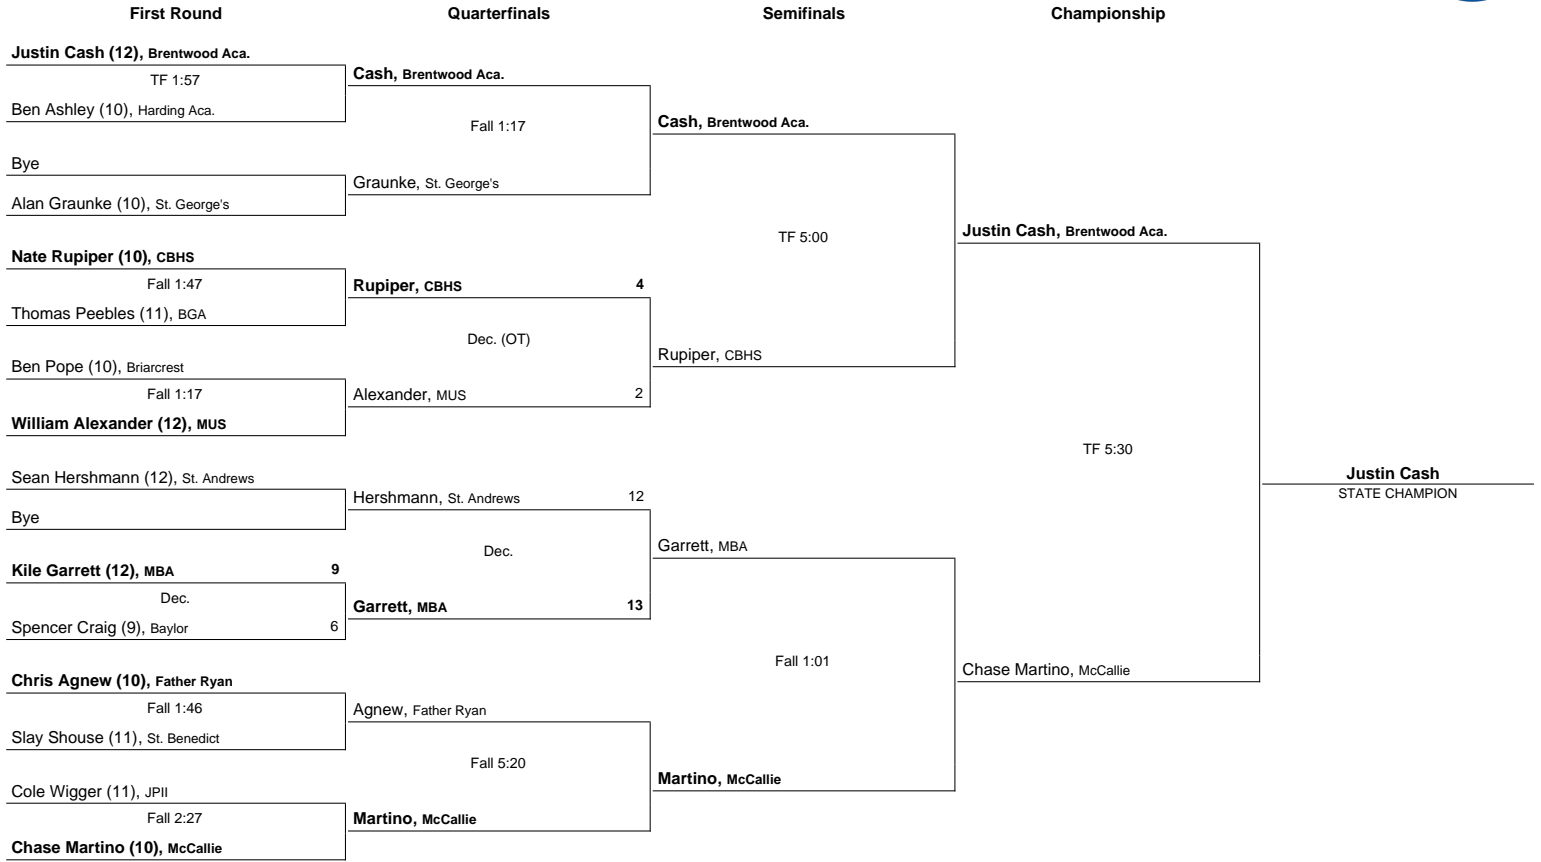 First Round Quarterfinals Semifinals Championship
Justin Cash (12), Brentwood Aca.
TF 1:57
Ben Ashley (10), Harding Aca.
Bye
Alan Graunke (10), St. George's
Nate Rupiper (10), CBHS
Fall 1:47
Thomas Peebles (11), BGA
Ben Pope (10), Briarcrest
Fall 1:17
William Alexander (12), MUS
Sean Hershmann (12), St. Andrews
Bye
Kile Garrett (12), MBA 9
Dec.
Spencer Craig (9), Baylor 6
Chris Agnew (10), Father Ryan
Fall 1:46
Slay Shouse (11), St. Benedict
Cole Wigger (11), JPII
Fall 2:27
Chase Martino (10), McCallie
Cash, Brentwood Aca.
Fall 1:17
Graunke, St. George's
Rupiper, CBHS 4
Dec. (OT)
Alexander, MUS 2
Hershmann, St. Andrews 12
Dec.
Garrett, MBA 13
Agnew, Father Ryan
Fall 5:20
Martino, McCallie
Cash, Brentwood Aca.
TF 5:00
Rupiper, CBHS
Garrett, MBA
Fall 1:01
Martino, McCallie
Justin Cash, Brentwood Aca.
TF 5:30
Chase Martino, McCallie
Justin Cash
STATE CHAMPION